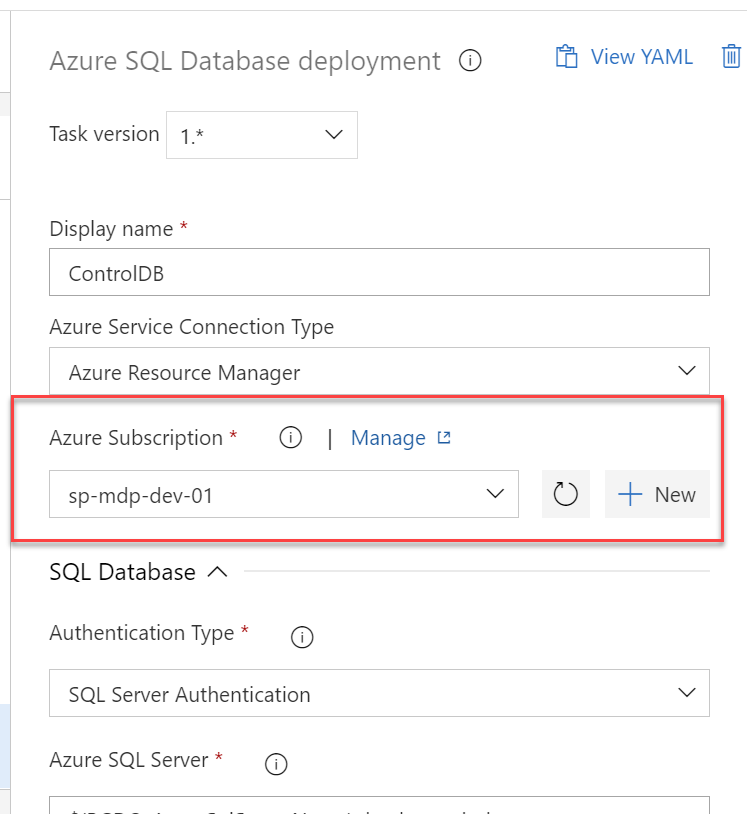 Azure SQL Database deployment
View YAML
Task version 1.*
Display name *
ControlDB
Azure Service Connection Type
Azure Resource Manager
Azure Subscription * | Manage
sp-mdp-dev-01
New
SQL Database
Authentication Type *
SQL Server Authentication
Azure SQL Server *